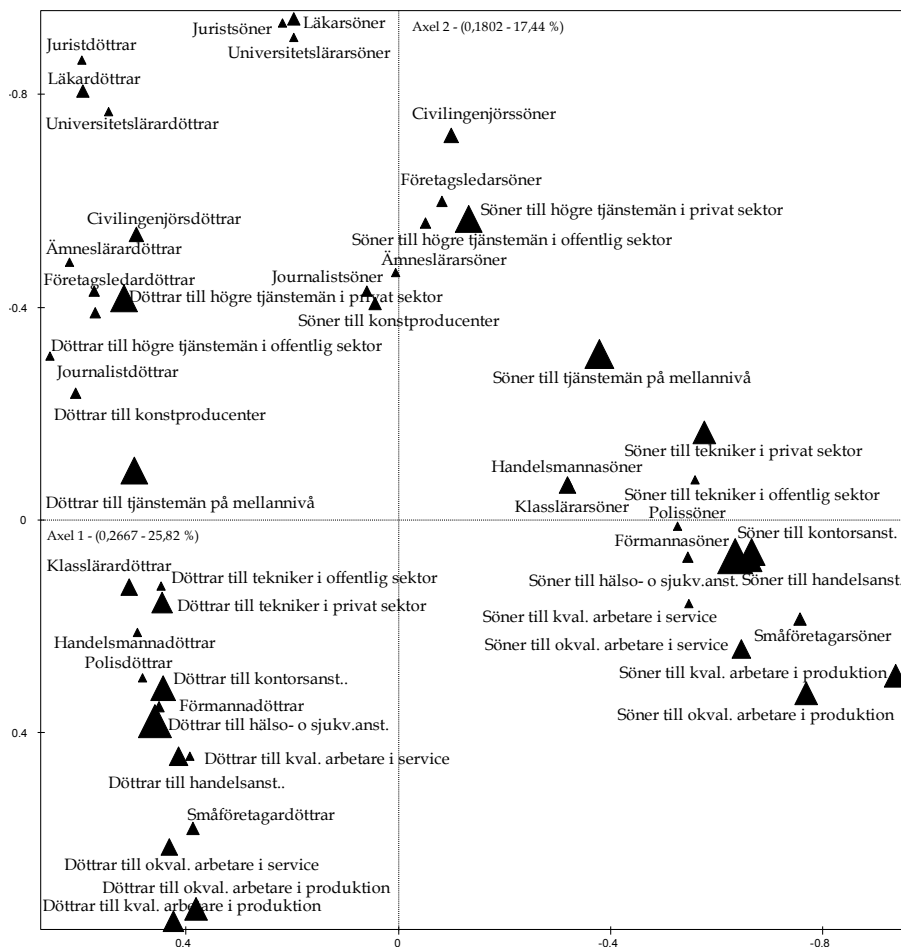 Juristsöner
Läkarsöner
Axel 2 - (0,1802 - 17,44 %)
Juristdöttrar
Universitetslärarsöner
Läkardöttrar
-0.8
Universitetslärardöttrar
Civilingenjörssöner
Företagsledarsöner
Civilingenjörsdöttrar
Söner till högre tjänstemän i privat sektor
Söner till högre tjänstemän i offentlig sektor
Ämneslärardöttrar
Ämneslärarsöner
Företagsledardöttrar
Journalistsöner
Döttrar till högre tjänstemän i privat sektor
-0.4
Söner till konstproducenter
Döttrar till högre tjänstemän i offentlig sektor
Journalistdöttrar
Söner till tjänstemän på mellannivå
Döttrar till konstproducenter
Söner till tekniker i privat sektor
Handelsmannasöner
Döttrar till tjänstemän på mellannivå
Klasslärarsöner
Söner till tekniker i offentlig sektor
Polissöner
0
Axel 1 - (0,2667 - 25,82 %)
Förmannasöner
Söner till kontorsanst.
Klasslärardöttrar
Döttrar till tekniker i offentlig sektor
Söner till hälso- o sjukv.anst.
Söner till handelsanst.
Döttrar till tekniker i privat sektor
Söner till kval. arbetare i service
Handelsmannadöttrar
Småföretagarsöner
Söner till okval. arbetare i service
Polisdöttrar
Döttrar till kontorsanst..
Söner till kval. arbetare i produktion
Förmannadöttrar
Söner till okval. arbetare i produktion
Döttrar till hälso- o sjukv.anst.
0.4
Döttrar till kval. arbetare i service
Döttrar till handelsanst..
Småföretagardöttrar
Döttrar till okval. arbetare i service
Döttrar till okval. arbetare i produktion
Döttrar till kval. arbetare i produktion
0.4
0
-0.4
-0.8